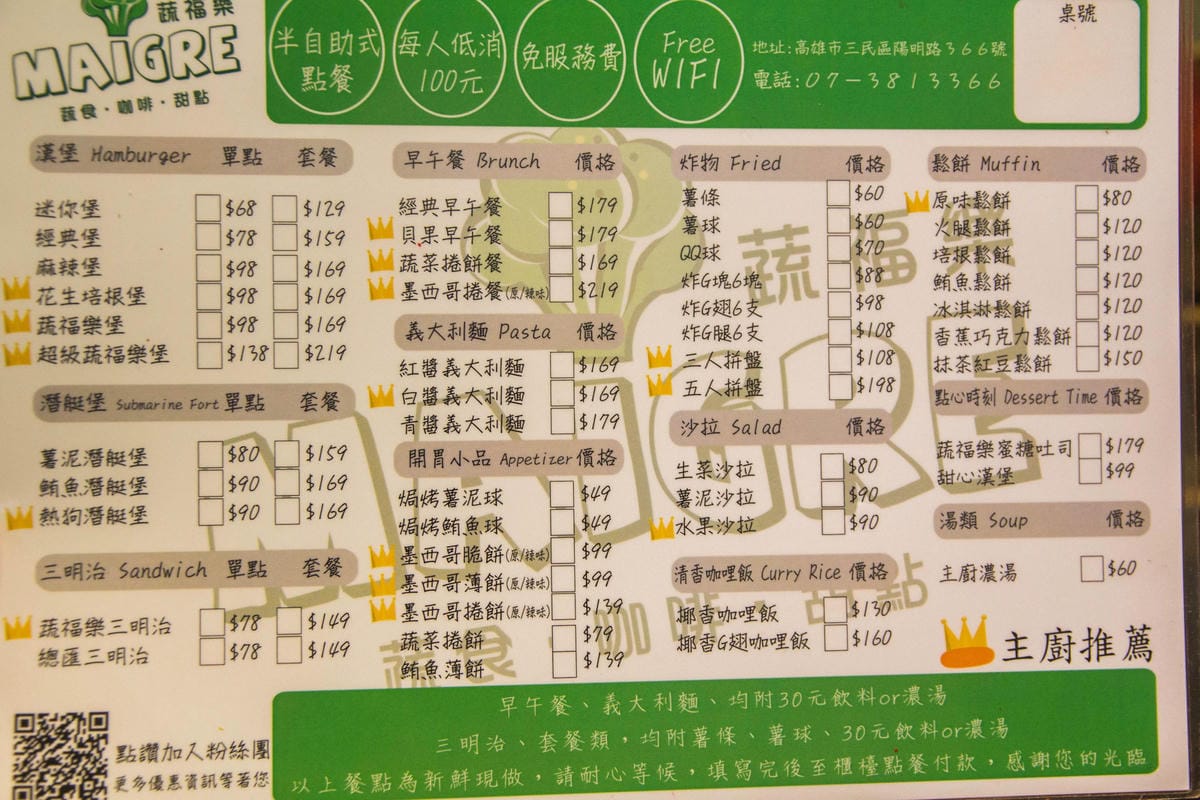 蔬福樂
MAIGRE
蔬食·咖啡·甜點
半自助式
點餐
每人低消
100元
免服務費
Free
WIFI
地址:高雄市三民區陽明路366號
電話:07-3813366
桌號
漢堡 Hamburger 單點 套餐
迷你堡 $68 $129
經典堡 $78 $159
麻辣堡 $98 $169
花生培根堡 $98 $169
蔬福樂堡 $98 $169
超級蔬福樂堡 $138 $219
潛艇堡 Submarine Fort 單點 套餐
薯泥潛艇堡 $80 $159
鮪魚潛艇堡 $90 $169
熱狗潛艇堡 $90 $169
三明治 Sandwich 單點 套餐
蔬福樂三明治 $78 $149
總匯三明治 $78 $149
早午餐 Brunch 價格
經典早午餐 $179
貝果早午餐 $179
蔬菜捲餅餐 $169
墨西哥捲餐(原/辣味) $219
義大利麵 Pasta 價格
紅醬義大利麵 $169
白醬義大利麵 $169
青醬義大利麵 $179
開胃小品 Appetizer 價格
焗烤薯泥球 $49
焗烤鮪魚球 $49
墨西哥脆餅(原/辣味) $99
墨西哥薄餅(原/辣味) $99
墨西哥捲餅(原/辣味) $139
蔬菜捲餅 $79
鮪魚薄餅 $139
炸物 Fried 價格
薯條 $60
薯球 $60
QQ球 $70
炸G塊6塊 $88
炸G翅6支 $98
炸G腿6支 $108
三人拼盤 $108
五人拼盤 $198
沙拉 Salad 價格
生菜沙拉 $80
薯泥沙拉 $90
水果沙拉 $90
清香咖哩飯 Curry Rice 價格
椰香咖哩飯 $130
椰香G翅咖哩飯 $160
鬆餅 Muffin 價格
原味鬆餅 $80
火腿鬆餅 $120
培根鬆餅 $120
鮪魚鬆餅 $120
冰淇淋鬆餅 $120
香蕉巧克力鬆餅 $120
抹茶紅豆鬆餅 $150
點心時刻 Dessert Time 價格
蔬福樂蜜糖吐司 $179
甜心漢堡 $99
湯類 Soup 價格
主廚濃湯 $60
主廚推薦
蔬福樂
MAIGRE
蔬食·咖啡·甜點
點讚加入粉絲團
更多優惠資訊等著您
早午餐、義大利麵、均附30元飲料or濃湯
三明治、套餐類,均附薯條、薯球、30元飲料or濃湯
以上餐點為新鮮現做,請耐心等候,填寫完後至櫃檯點餐付款,感謝您的光臨